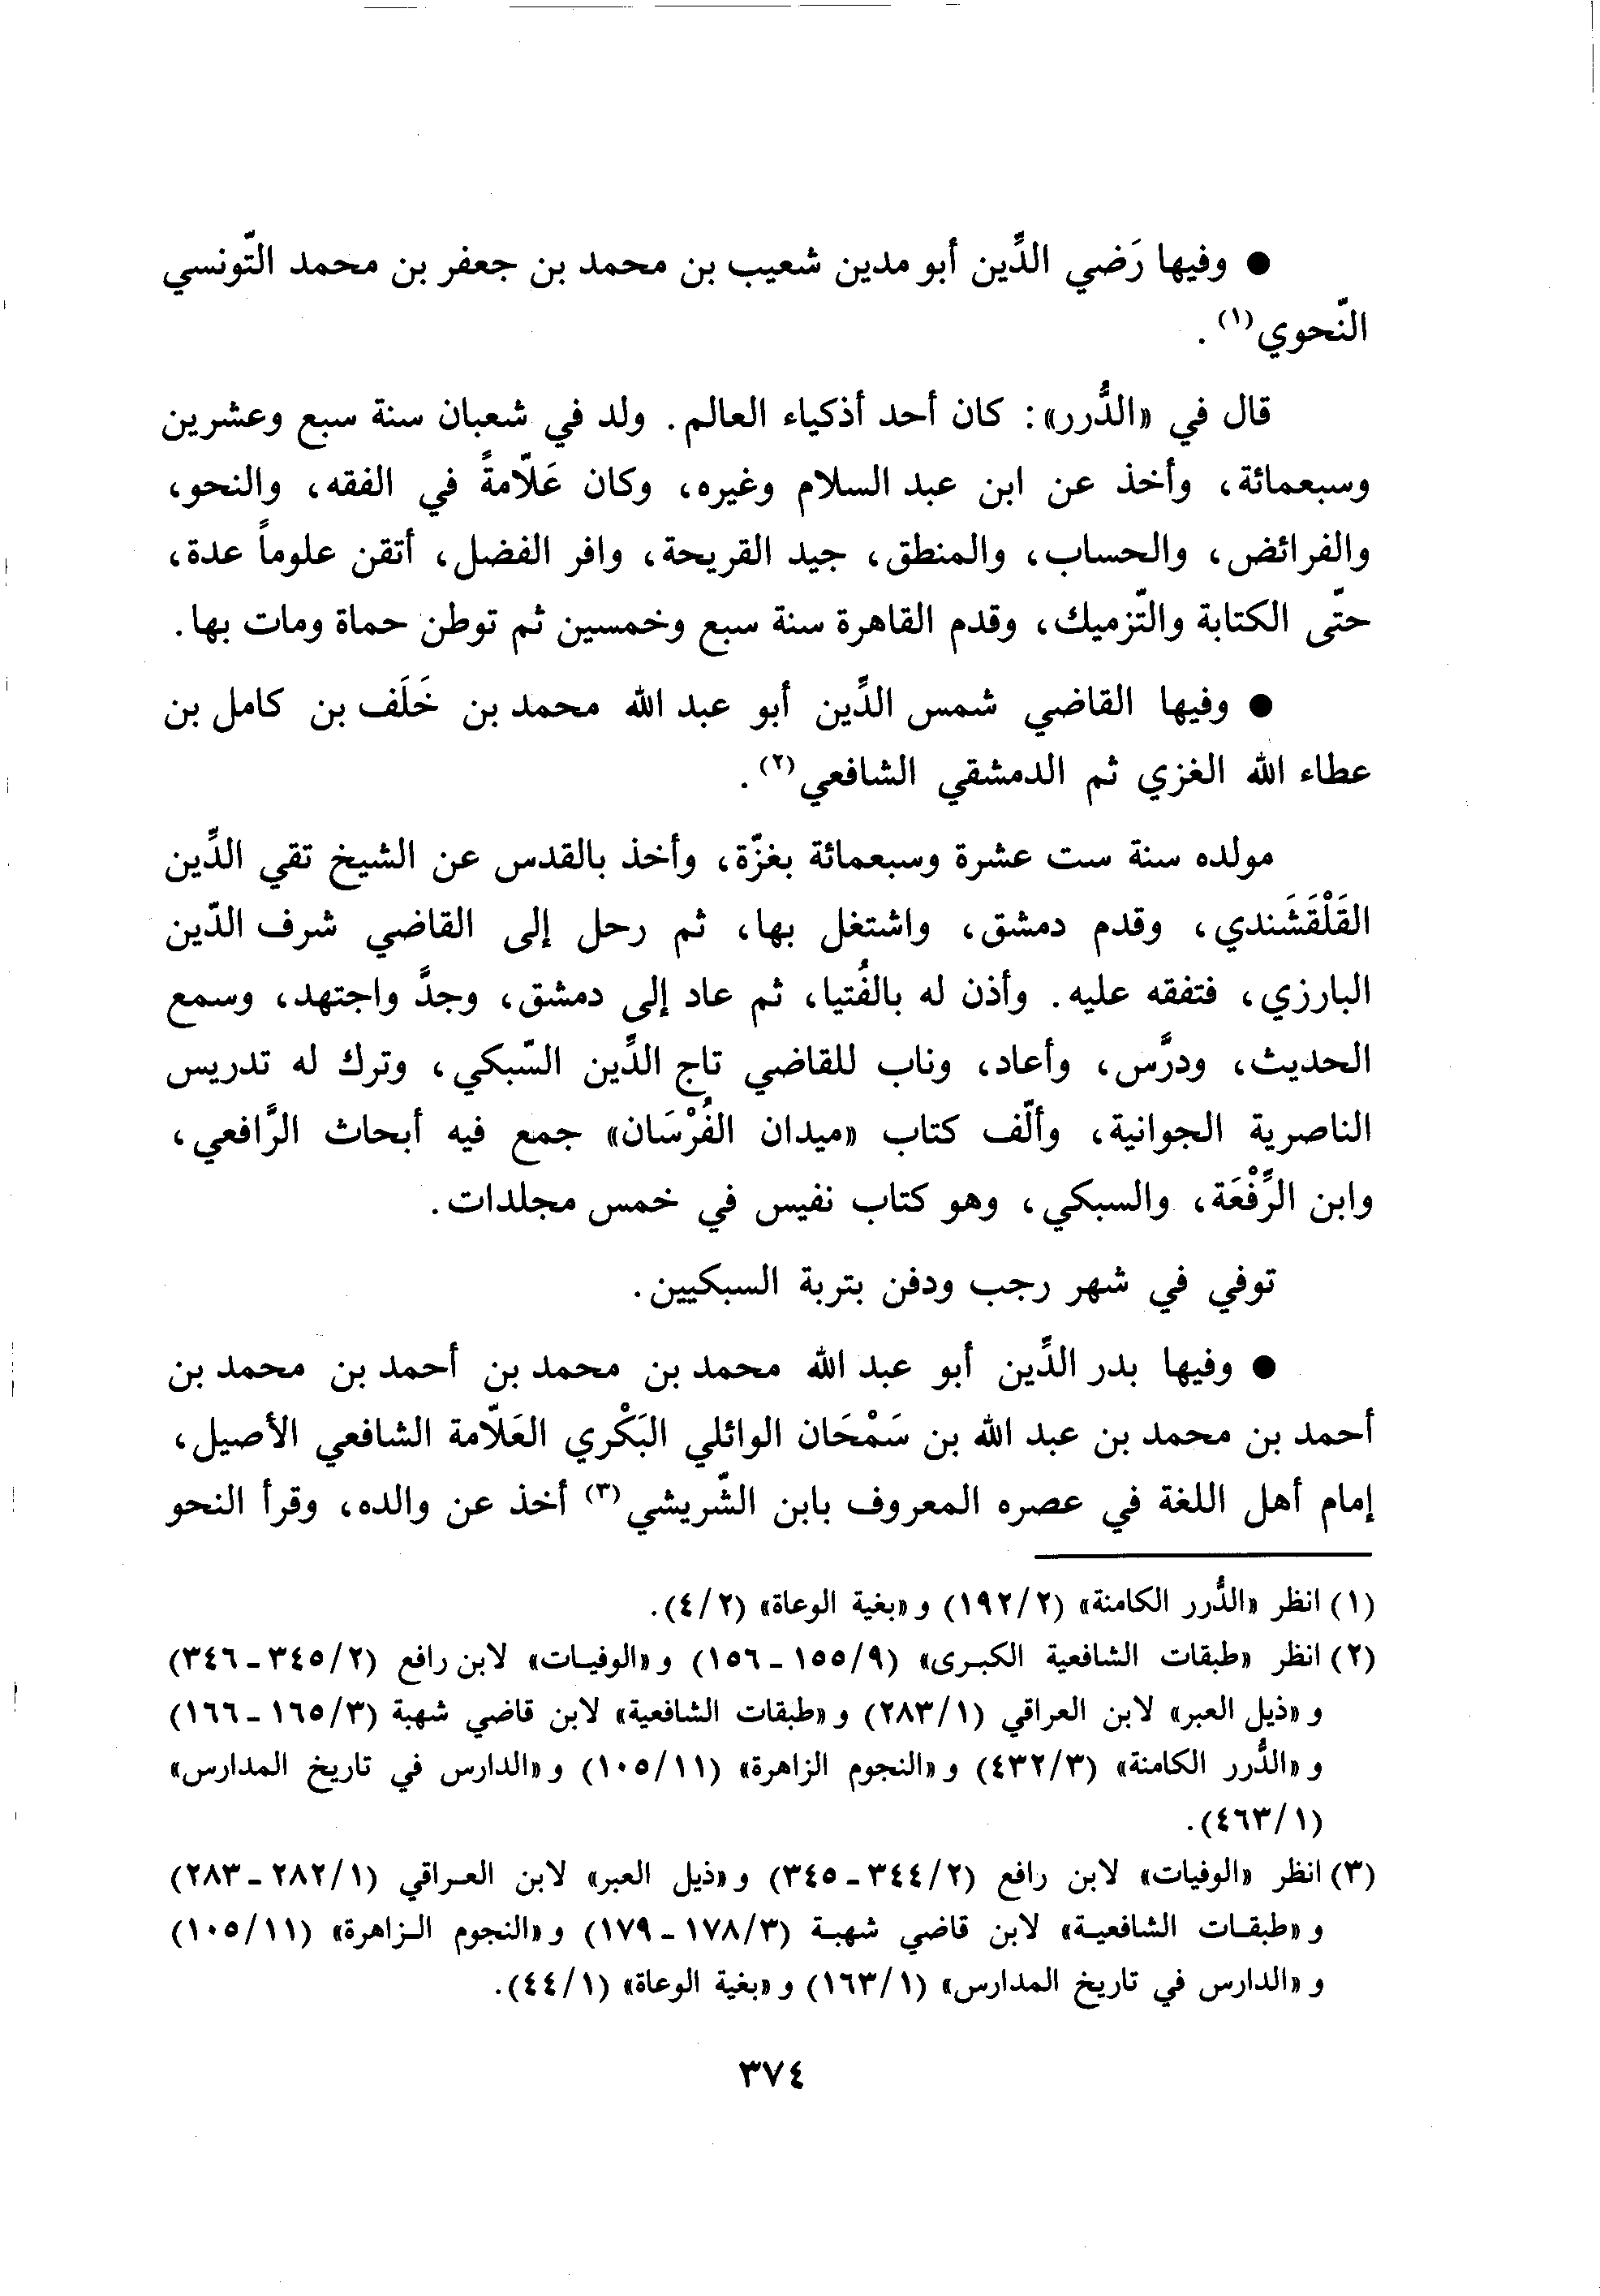 ● وفيها رَضي الدِّين أبو مدين شعيب بن محمد بن جعفر بن محمد التّونسي
النّحوي(١).
قال في «الدُّرر»: كان أحد أذكياء العالم. ولد في شعبان سنة سبع وعشرين
وسبعمائة، وأخذ عن ابن عبد السلام وغيره، وكان عَلّامةً في الفقه، والنحو،
والفرائض، والحساب، والمنطق، جيد القريحة، وافر الفضل، أتقن علوماً عدة،
حتّى الكتابة والتّزميك، وقدم القاهرة سنة سبع وخمسين ثم توطن حماة ومات بها.
● وفيها القاضي شمس الدِّين أبو عبد الله محمد بن خَلَف بن كامل بن
عطاء الله الغزي ثم الدمشقي الشافعي(٢).
مولده سنة ست عشرة وسبعمائة بغزّة، وأخذ بالقدس عن الشيخ تقي الدِّين
القَلْقَشَندي، وقدم دمشق، واشتغل بها، ثم رحل إلى القاضي شرف الدّين
البارزي، فتفقه عليه. وأذن له بالفُتيا، ثم عاد إلى دمشق، وجدَّ واجتهد، وسمع
الحديث، ودرَّس، وأعاد، وناب للقاضي تاج الدِّين السّبكي، وترك له تدريس
الناصرية الجوانية، وألّف كتاب «ميدان الفُرْسَان» جمع فيه أبحاث الرَّافعي،
وابن الرِّفْعَة، والسبكي، وهو كتاب نفيس في خمس مجلدات.
توفي في شهر رجب ودفن بتربة السبكيين.
● وفيها بدر الدِّين أبو عبد الله محمد بن محمد بن أحمد بن محمد بن
أحمد بن محمد بن عبد الله بن سَمْحَان الوائلي البَكْري العَلّامة الشافعي الأصيل،
إمام أهل اللغة في عصره المعروف بابن الشّريشي(٣) أخذ عن والده، وقرأ النحو
(١) انظر «الدُّرر الكامنة» (١٩٢/٢) و «بغية الوعاة» (٤/٢).
(٢) انظر «طبقات الشافعية الكبرى» (١٥٥/٩ - ١٥٦) و «الوفيات» لابن رافع (٣٤٥/٢ - ٣٤٦)
و «ذيل العبر» لابن العراقي (٢٨٣/١) و «طبقات الشافعية» لابن قاضي شهبة (١٦٥/٣ - ١٦٦)
و «الدُّرر الكامنة» (٤٣٢/٣) و «النجوم الزاهرة» (١٠٥/١١) و «الدارس في تاريخ المدارس»
(٤٦٣/١).
(٣) انظر «الوفيات» لابن رافع (٣٤٤/٢ - ٣٤٥) و «ذيل العبر» لابن العراقي (٢٨٢/١ - ٢٨٣)
و «طبقات الشافعية» لابن قاضي شهبة (١٧٨/٣ - ١٧٩) و «النجوم الزاهرة» (١٠٥/١١)
و «الدارس في تاريخ المدارس» (١٦٣/١) و «بغية الوعاة» (٤٤/١).
٣٧٤